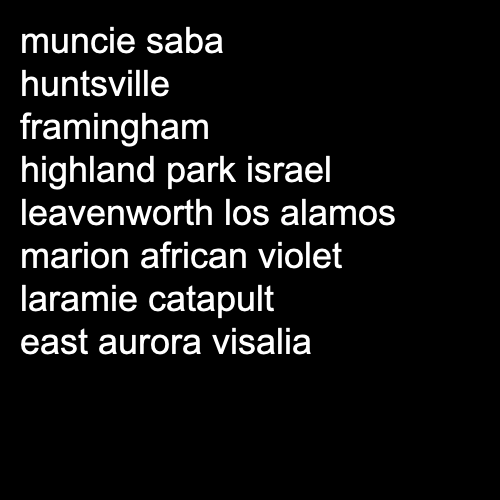 muncie saba
huntsville
framingham
highland park israel
leavenworth los alamos
marion african violet
laramie catapult
east aurora visalia